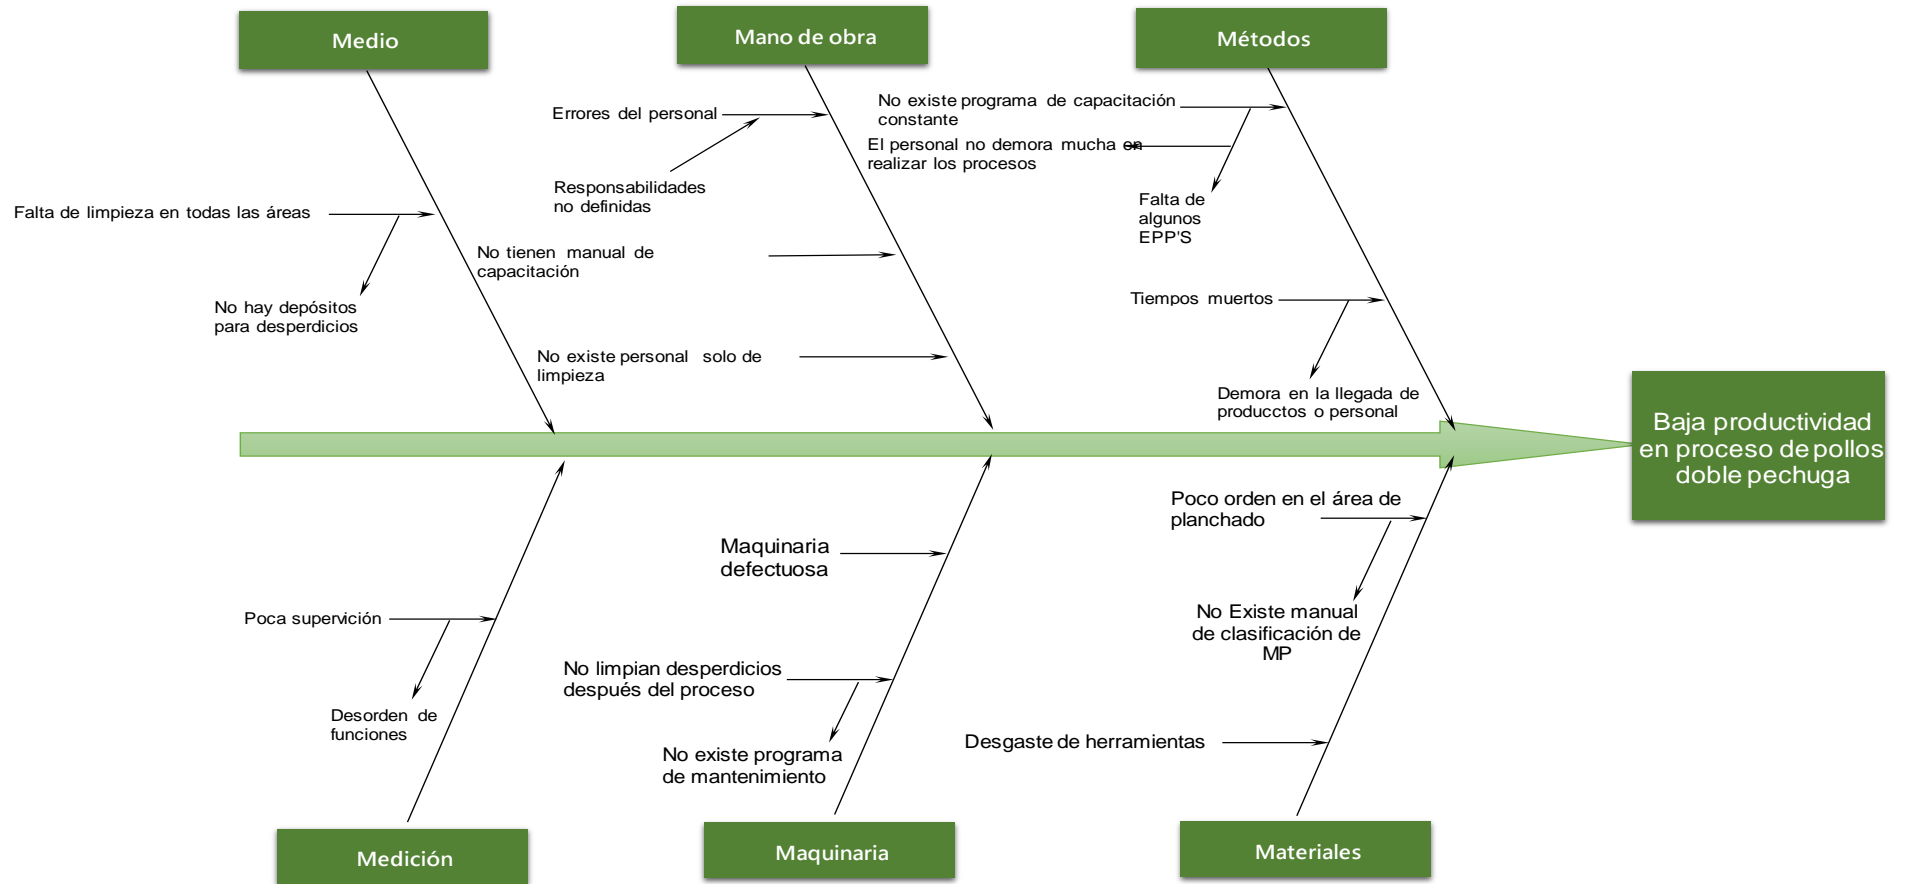 Medio
Mano de obra
Métodos
Errores del personal
No existe programa de capacitación
constante
El personal no demora mucha en
realizar los procesos
Responsabilidades
no definidas
Falta de
algunos
EPP'S
Falta de limpieza en todas las áreas
No tienen manual de
capacitación
No hay depósitos
para desperdicios
Tiempos muertos
No existe personal solo de
limpieza
Demora en la llegada de
producctos o personal
Baja productividad
en proceso de pollos
doble pechuga
Poco orden en el área de
planchado
Maquinaria
defectuosa
No Existe manual
de clasificación de
MP
Poca supervición
No limpian desperdicios
después del proceso
Desorden de
funciones
No existe programa
de mantenimiento
Desgaste de herramientas
Medición
Maquinaria
Materiales